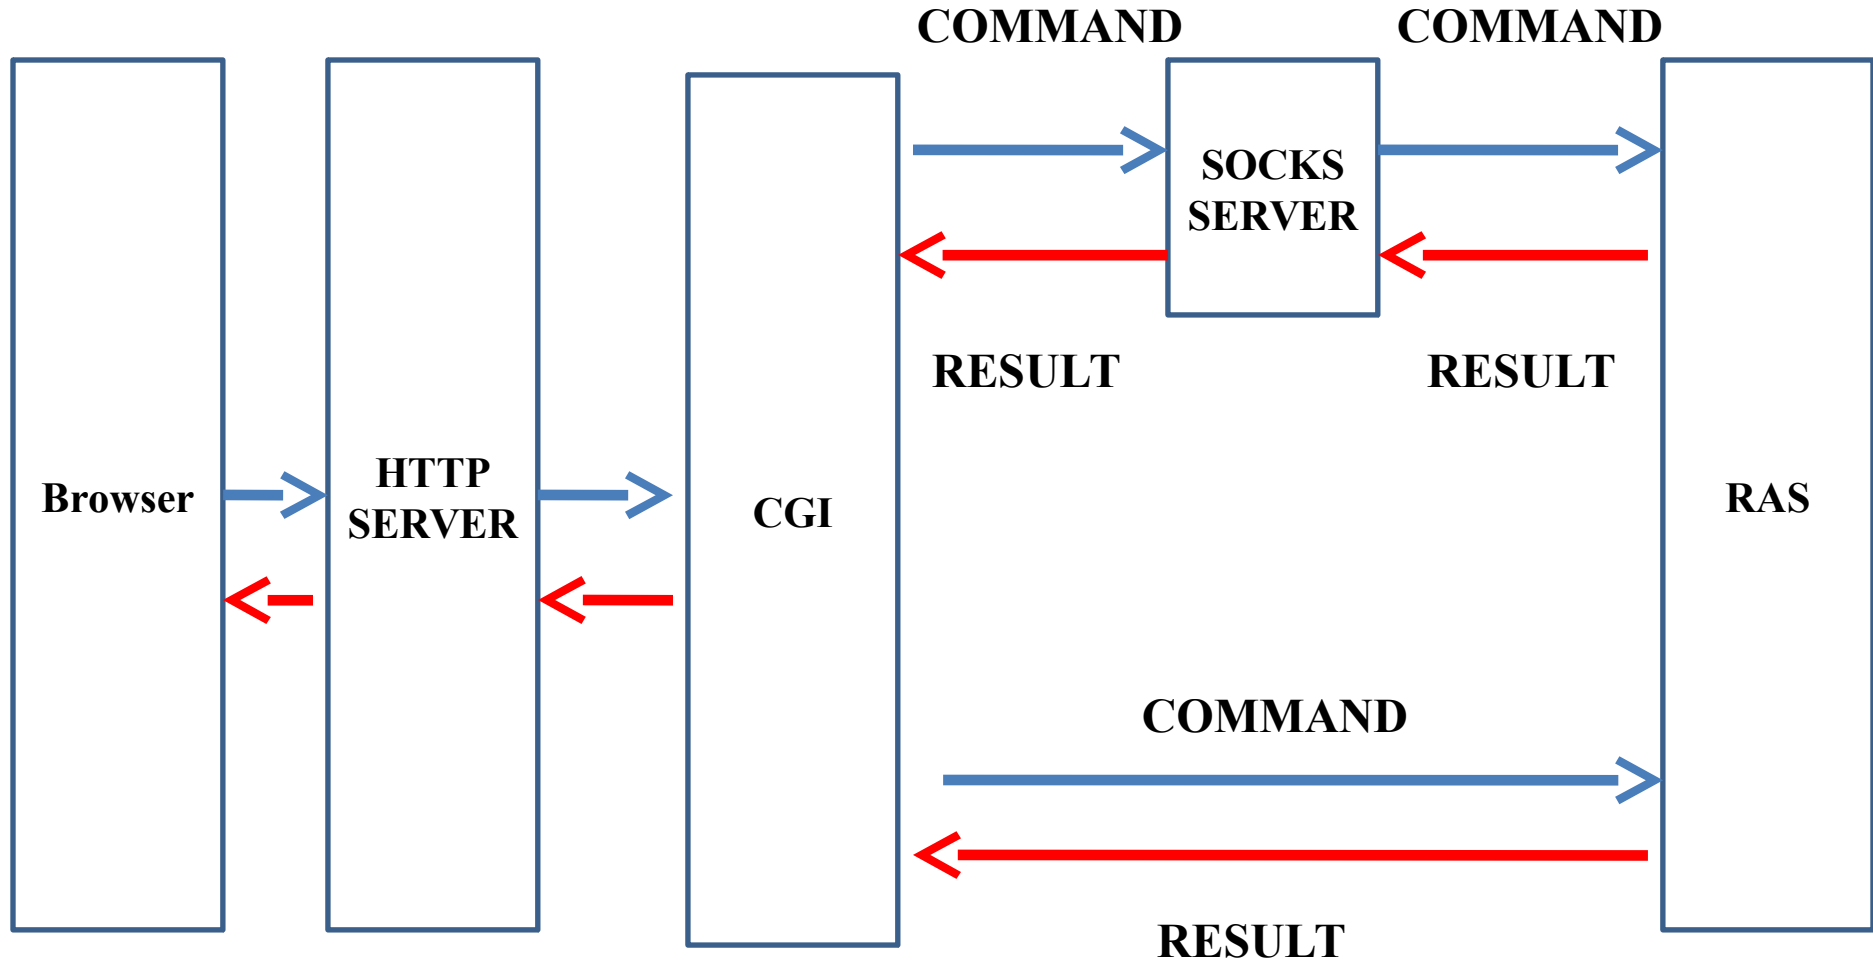 COMMAND
COMMAND
SOCKS
SERVER
RESULT
RESULT
Browser
HTTP
SERVER
CGI
RAS
COMMAND
RESULT